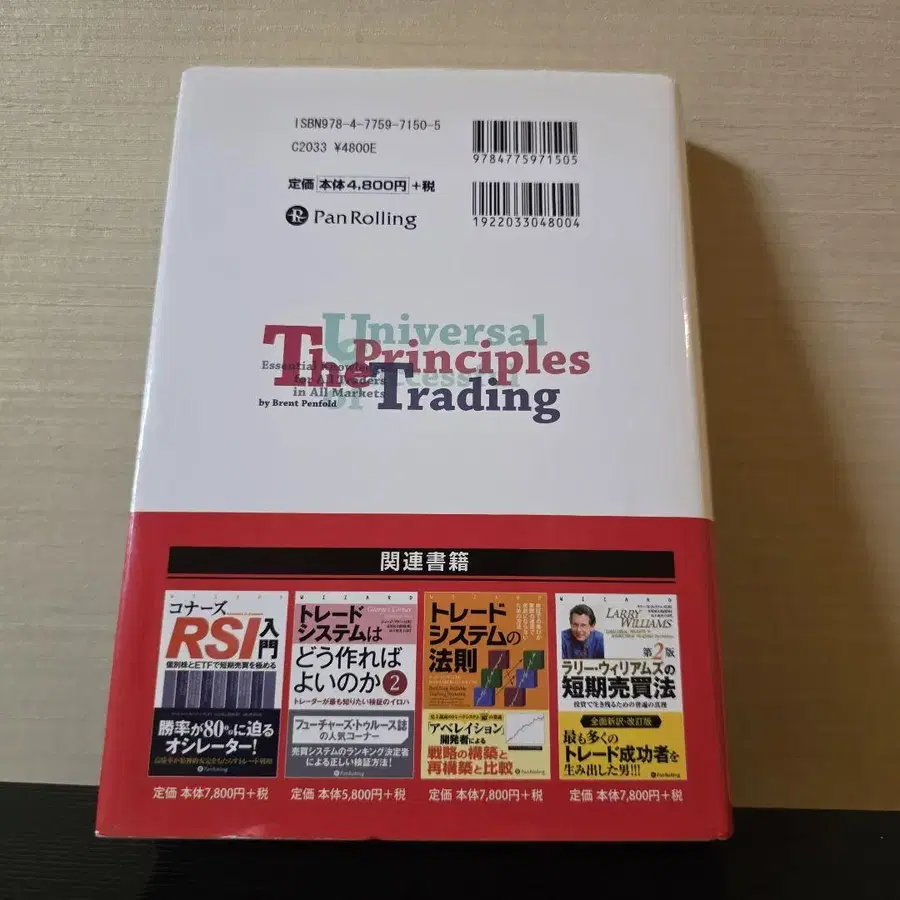 ISBN978-4-7759-7150-5
C2033 ¥4800E
9784775971505
定価 本体4,800円 +税
1922033048004
PanRolling
The Universal
Principles
of Successful
Trading
Essential Knowledge
for All Traders
in All Markets
by Brent Penfold
関連書籍
WIZARD
コナーズ
RSI入門
個別株とETFで短期売買を極める
勝率が80%に迫る
オシレーター!
PanRolling
定価 本体7,800円+税
WIZARD
トレード
システムは
どう作れば
よいのか 2
トレーダーが最も知りたい検証のイロハ
フューチャーズ・トゥルース誌
の人気コーナー
売買システムのランキング決定者
による正しい検証方法!
PanRolling
定価 本体5,800円+税
WIZARD
トレード
システムの
法則
Building Reliable
Trading Systems
「アベレイション」
開発者による
戦略の構築と
再構築と比較
PanRolling
定価 本体7,800円+税
WIZARD
LARRY
WILLIAMS
第2版
ラリー・ウィリアムズの
短期売買法
投資で生き残るための普遍の真理
全面新訳・改訂版
最も多くの
トレード成功者を
生み出した男!!!
PanRolling
定価 本体7,800円+税